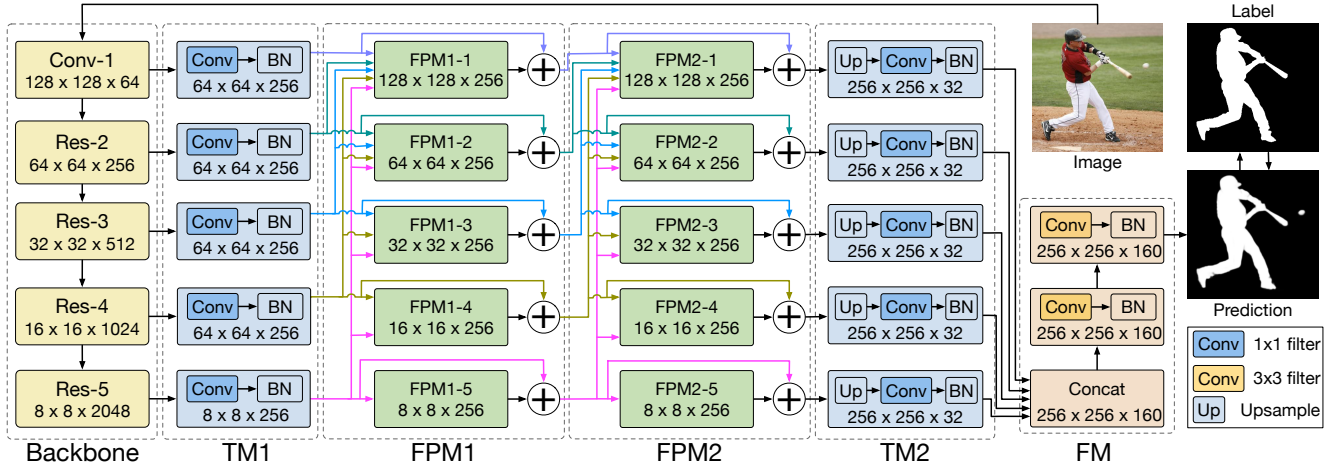 Conv-1
128 x 128 x 64
Res-2
64 x 64 x 256
Res-3
32 x 32 x 512
Res-4
16 x 16 x 1024
Res-5
8 x 8 x 2048
Backbone
Conv BN
64 x 64 x 256
Conv BN
64 x 64 x 256
Conv BN
64 x 64 x 256
Conv BN
64 x 64 x 256
Conv BN
8 x 8 x 256
TM1
FPM1-1
128 x 128 x 256
FPM1-2
64 x 64 x 256
FPM1-3
32 x 32 x 256
FPM1-4
16 x 16 x 256
FPM1-5
8 x 8 x 256
FPM1
FPM2-1
128 x 128 x 256
FPM2-2
64 x 64 x 256
FPM2-3
32 x 32 x 256
FPM2-4
16 x 16 x 256
FPM2-5
8 x 8 x 256
FPM2
Up Conv BN
256 x 256 x 32
Up Conv BN
256 x 256 x 32
Up Conv BN
256 x 256 x 32
Up Conv BN
256 x 256 x 32
Up Conv BN
256 x 256 x 32
TM2
Image
Conv BN
256 x 256 x 160
Conv BN
256 x 256 x 160
Concat
256 x 256 x 160
FM
Label
Prediction
Conv 1x1 filter
Conv 3x3 filter
Up Upsample